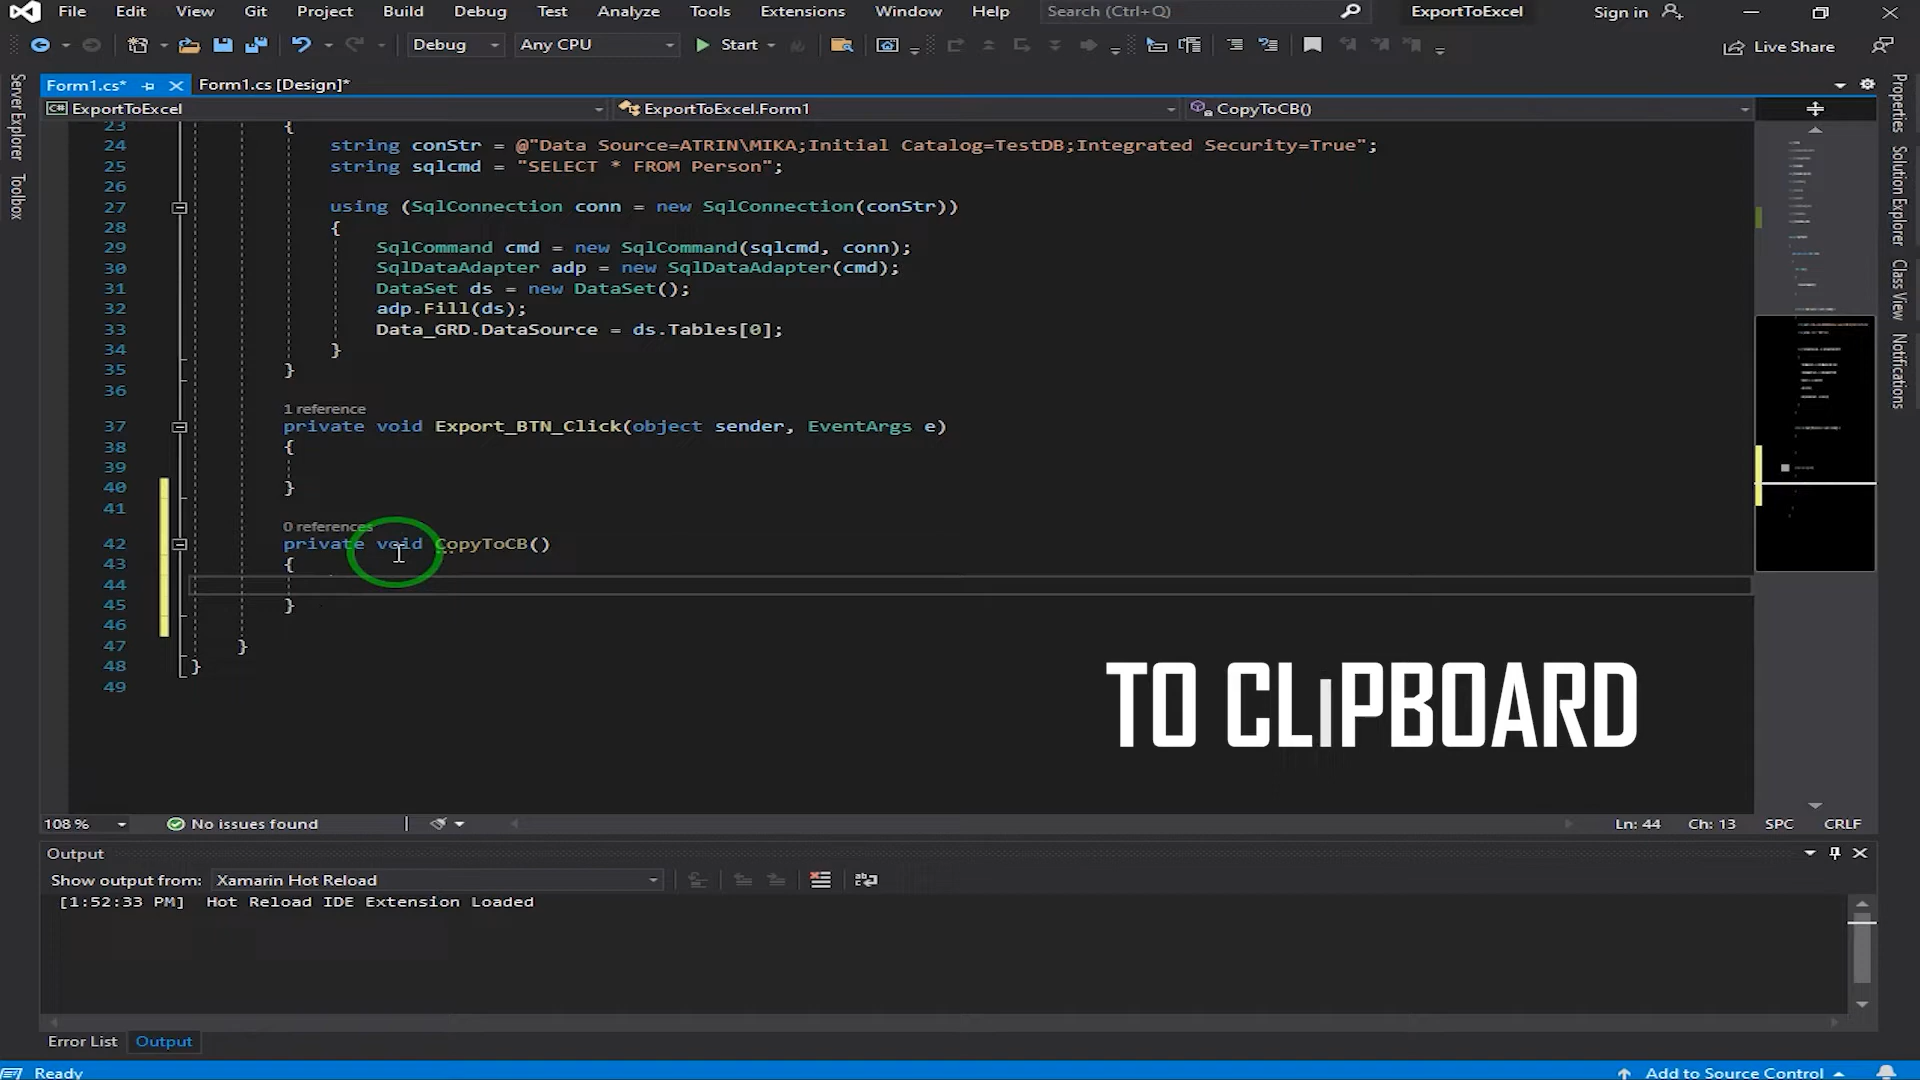 File Edit View Git Project Build Debug Test Analyze Tools Extensions Window Help Search (Ctrl+Q) ExportToExcel Sign in
Debug Any CPU Start Live Share
Form1.cs* Form1.cs [Design]*
C# ExportToExcel ExportToExcel.Form1 CopyToCB()
Server Explorer
Toolbox
23 {
24 string conStr = @"Data Source=ATRIN\MIKA;Initial Catalog=TestDB;Integrated Security=True";
25 string sqlcmd = "SELECT * FROM Person";
26
27 using (SqlConnection conn = new SqlConnection(conStr))
28 {
29 SqlCommand cmd = new SqlCommand(sqlcmd, conn);
30 SqlDataAdapter adp = new SqlDataAdapter(cmd);
31 DataSet ds = new DataSet();
32 adp.Fill(ds);
33 Data_GRD.DataSource = ds.Tables[0];
34 }
35 }
36
1 reference
37 private void Export_BTN_Click(object sender, EventArgs e)
38 {
39
40 }
41
0 references
42 private void CopyToCB()
43 {
44
45 }
46
47 }
48 }
49
TO CLIPBOARD
Properties
Solution Explorer
Class View
Notifications
108 % No issues found Ln: 44 Ch: 13 SPC CRLF
Output
Show output from: Xamarin Hot Reload
[1:52:33 PM] Hot Reload IDE Extension Loaded
Error List Output
Ready Add to Source Control